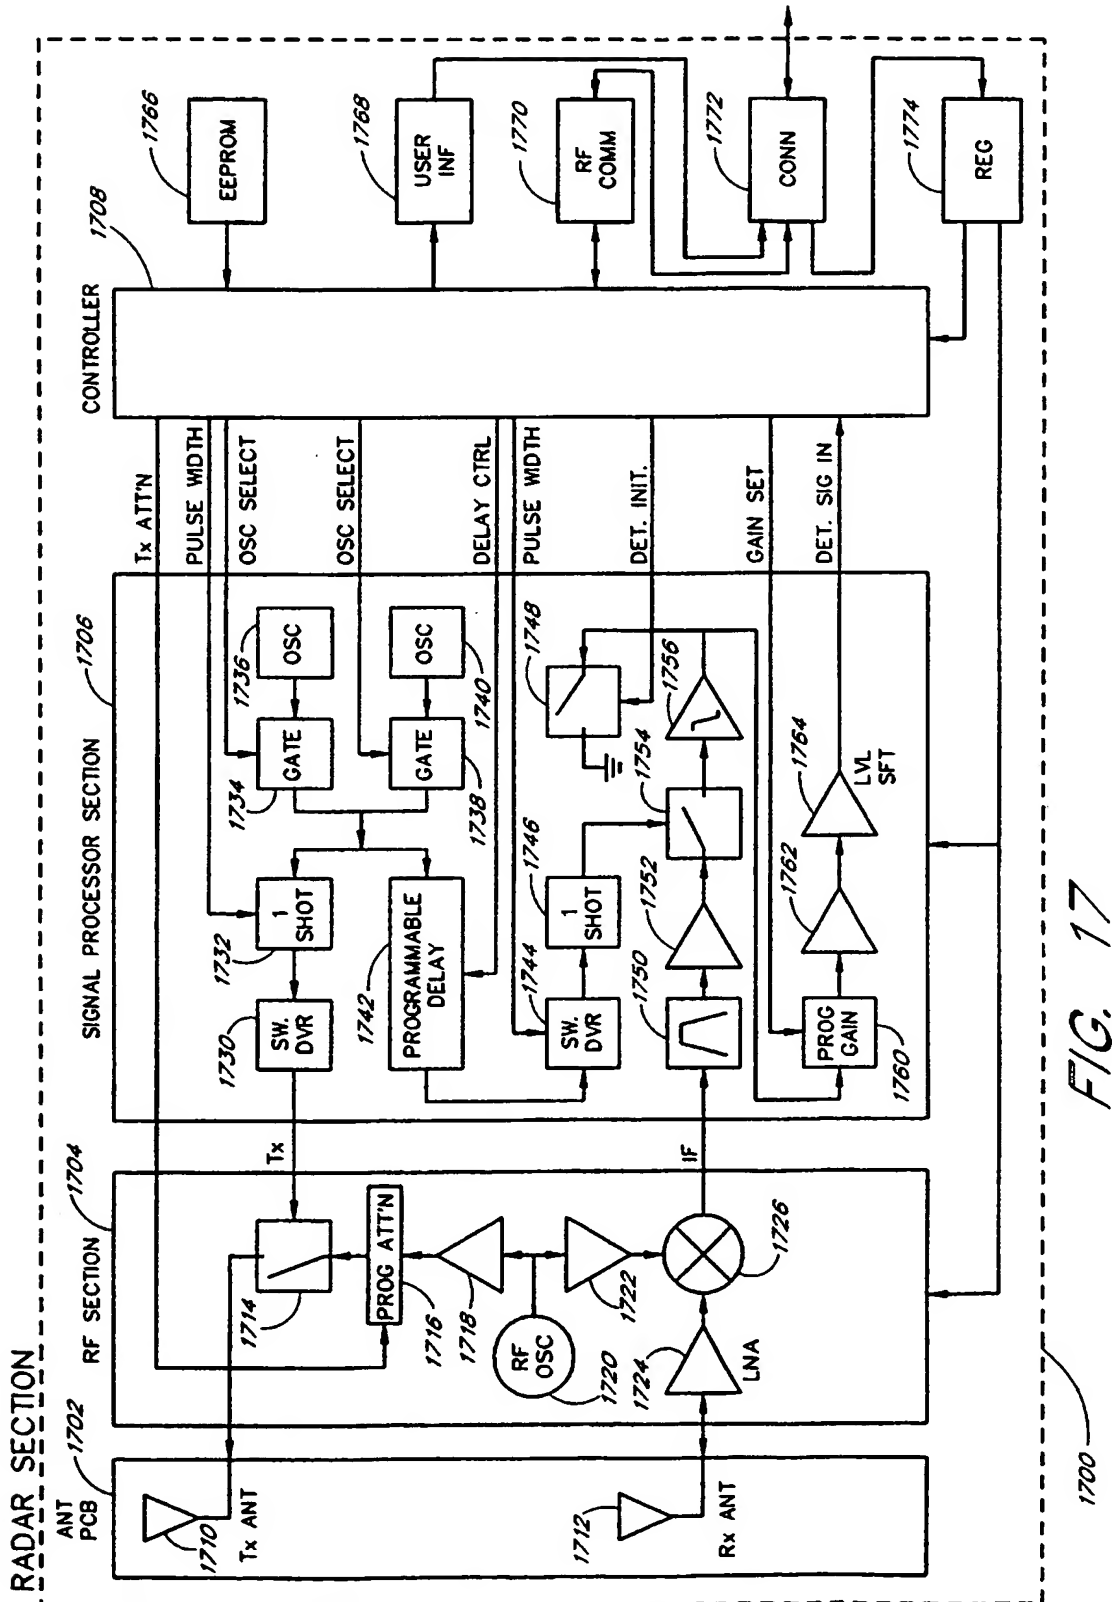 RADAR SECTION
ANT
PCB
1702
1710
Tx ANT
1712
Rx ANT
RF SECTION
1704
1714
PROG ATT'N
1716
1718
RF
OSC
1720
1722
1724
LNA
1726
Tx
IF
SIGNAL PROCESSOR SECTION
1706
SW.
DVR
1730
1
SHOT
1732
GATE
1734
OSC
1736
GATE
1738
OSC
1740
PROGRAMMABLE
DELAY
1742
SW.
DVR
1744
1
SHOT
1746
1748
1750
1752
1754
1756
PROG
GAIN
1760
1762
1764
LVL
SFT
Tx ATT'N
PULSE WIDTH
OSC SELECT
OSC SELECT
DELAY CTRL
PULSE WIDTH
DET. INIT.
GAIN SET
DET. SIG IN
CONTROLLER
1708
EEPROM
1766
USER
INF
1768
RF
COMM
1770
CONN
1772
REG
1774
1700
FIG. 17